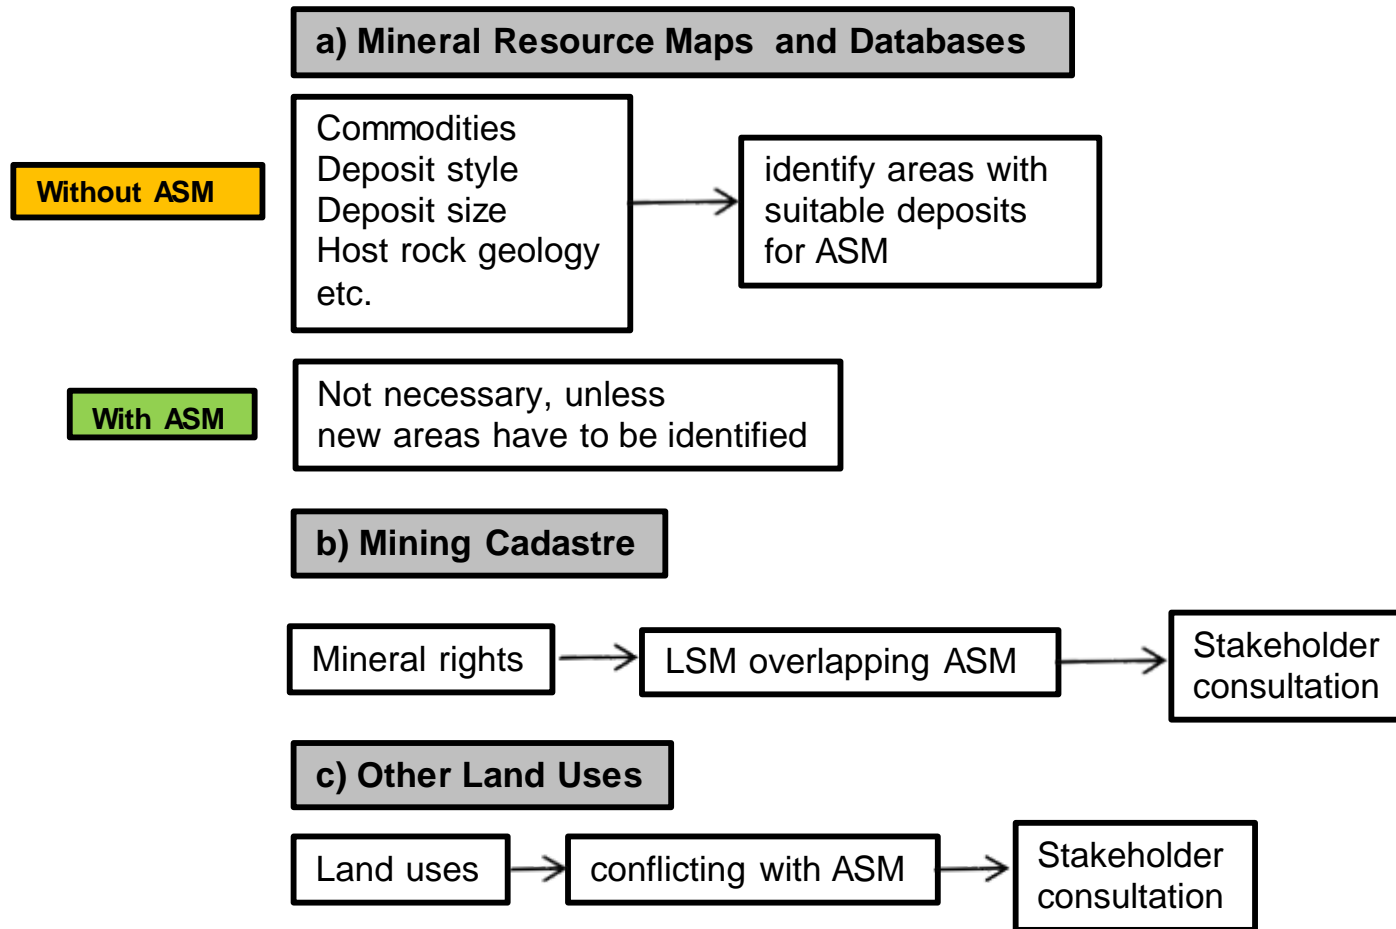 a) Mineral Resource Maps and Databases
Without ASM
Commodities
Deposit style
Deposit size
Host rock geology
etc.
identify areas with
suitable deposits
for ASM
With ASM
Not necessary, unless
new areas have to be identified
b) Mining Cadastre
Mineral rights
LSM overlapping ASM
Stakeholder
consultation
c) Other Land Uses
Land uses
conflicting with ASM
Stakeholder
consultation